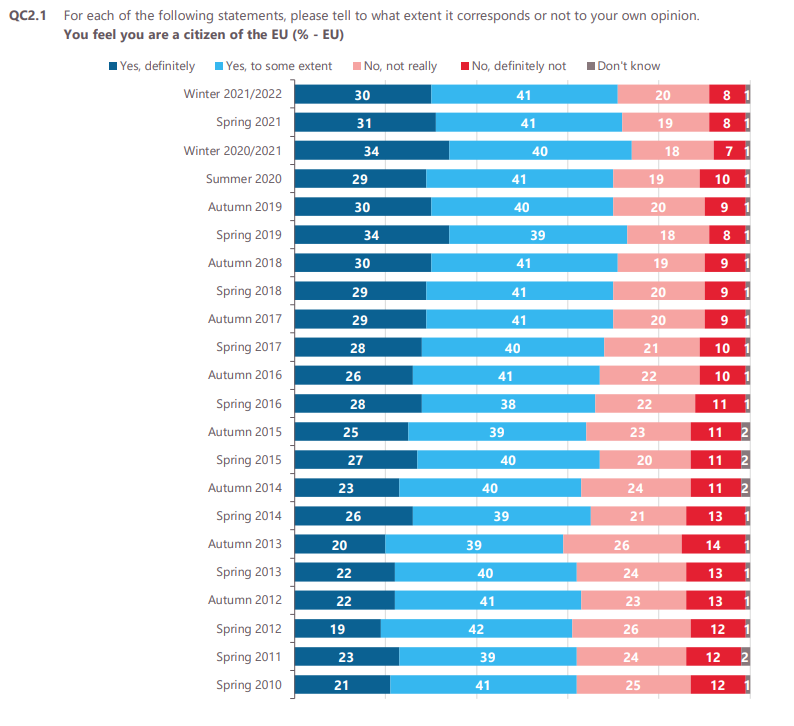 QC2.1 For each of the following statements, please tell to what extent it corresponds or not to your own opinion.
You feel you are a citizen of the EU (% - EU)
Yes, definitely Yes, to some extent No, not really No, definitely not Don't know
Winter 2021/2022 30 41 20 8 1
Spring 2021 31 41 19 8 1
Winter 2020/2021 34 40 18 7 1
Summer 2020 29 41 19 10 1
Autumn 2019 30 40 20 9 1
Spring 2019 34 39 18 8 1
Autumn 2018 30 41 19 9 1
Spring 2018 29 41 20 9 1
Autumn 2017 29 41 20 9 1
Spring 2017 28 40 21 10 1
Autumn 2016 26 41 22 10 1
Spring 2016 28 38 22 11 1
Autumn 2015 25 39 23 11 2
Spring 2015 27 40 20 11 2
Autumn 2014 23 40 24 11 2
Spring 2014 26 39 21 13 1
Autumn 2013 20 39 26 14 1
Spring 2013 22 40 24 13 1
Autumn 2012 22 41 23 13 1
Spring 2012 19 42 26 12 1
Spring 2011 23 39 24 12 2
Spring 2010 21 41 25 12 1